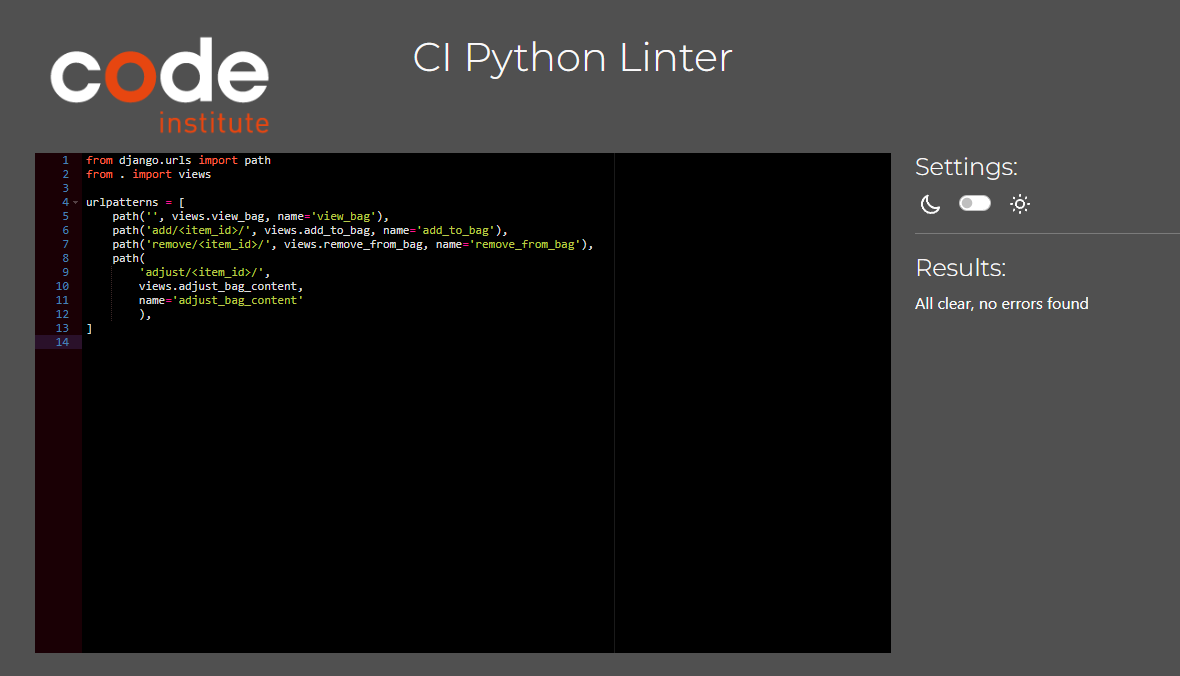 code
institute
CI Python Linter
1 from django.urls import path
2 from . import views
3
4 urlpatterns = [
5     path('', views.view_bag, name='view_bag'),
6     path('add/<item_id>/', views.add_to_bag, name='add_to_bag'),
7     path('remove/<item_id>/', views.remove_from_bag, name='remove_from_bag'),
8     path(
9         'adjust/<item_id>/',
10         views.adjust_bag_content,
11         name='adjust_bag_content'
12         ),
13 ]
14
Settings:
Results:
All clear, no errors found